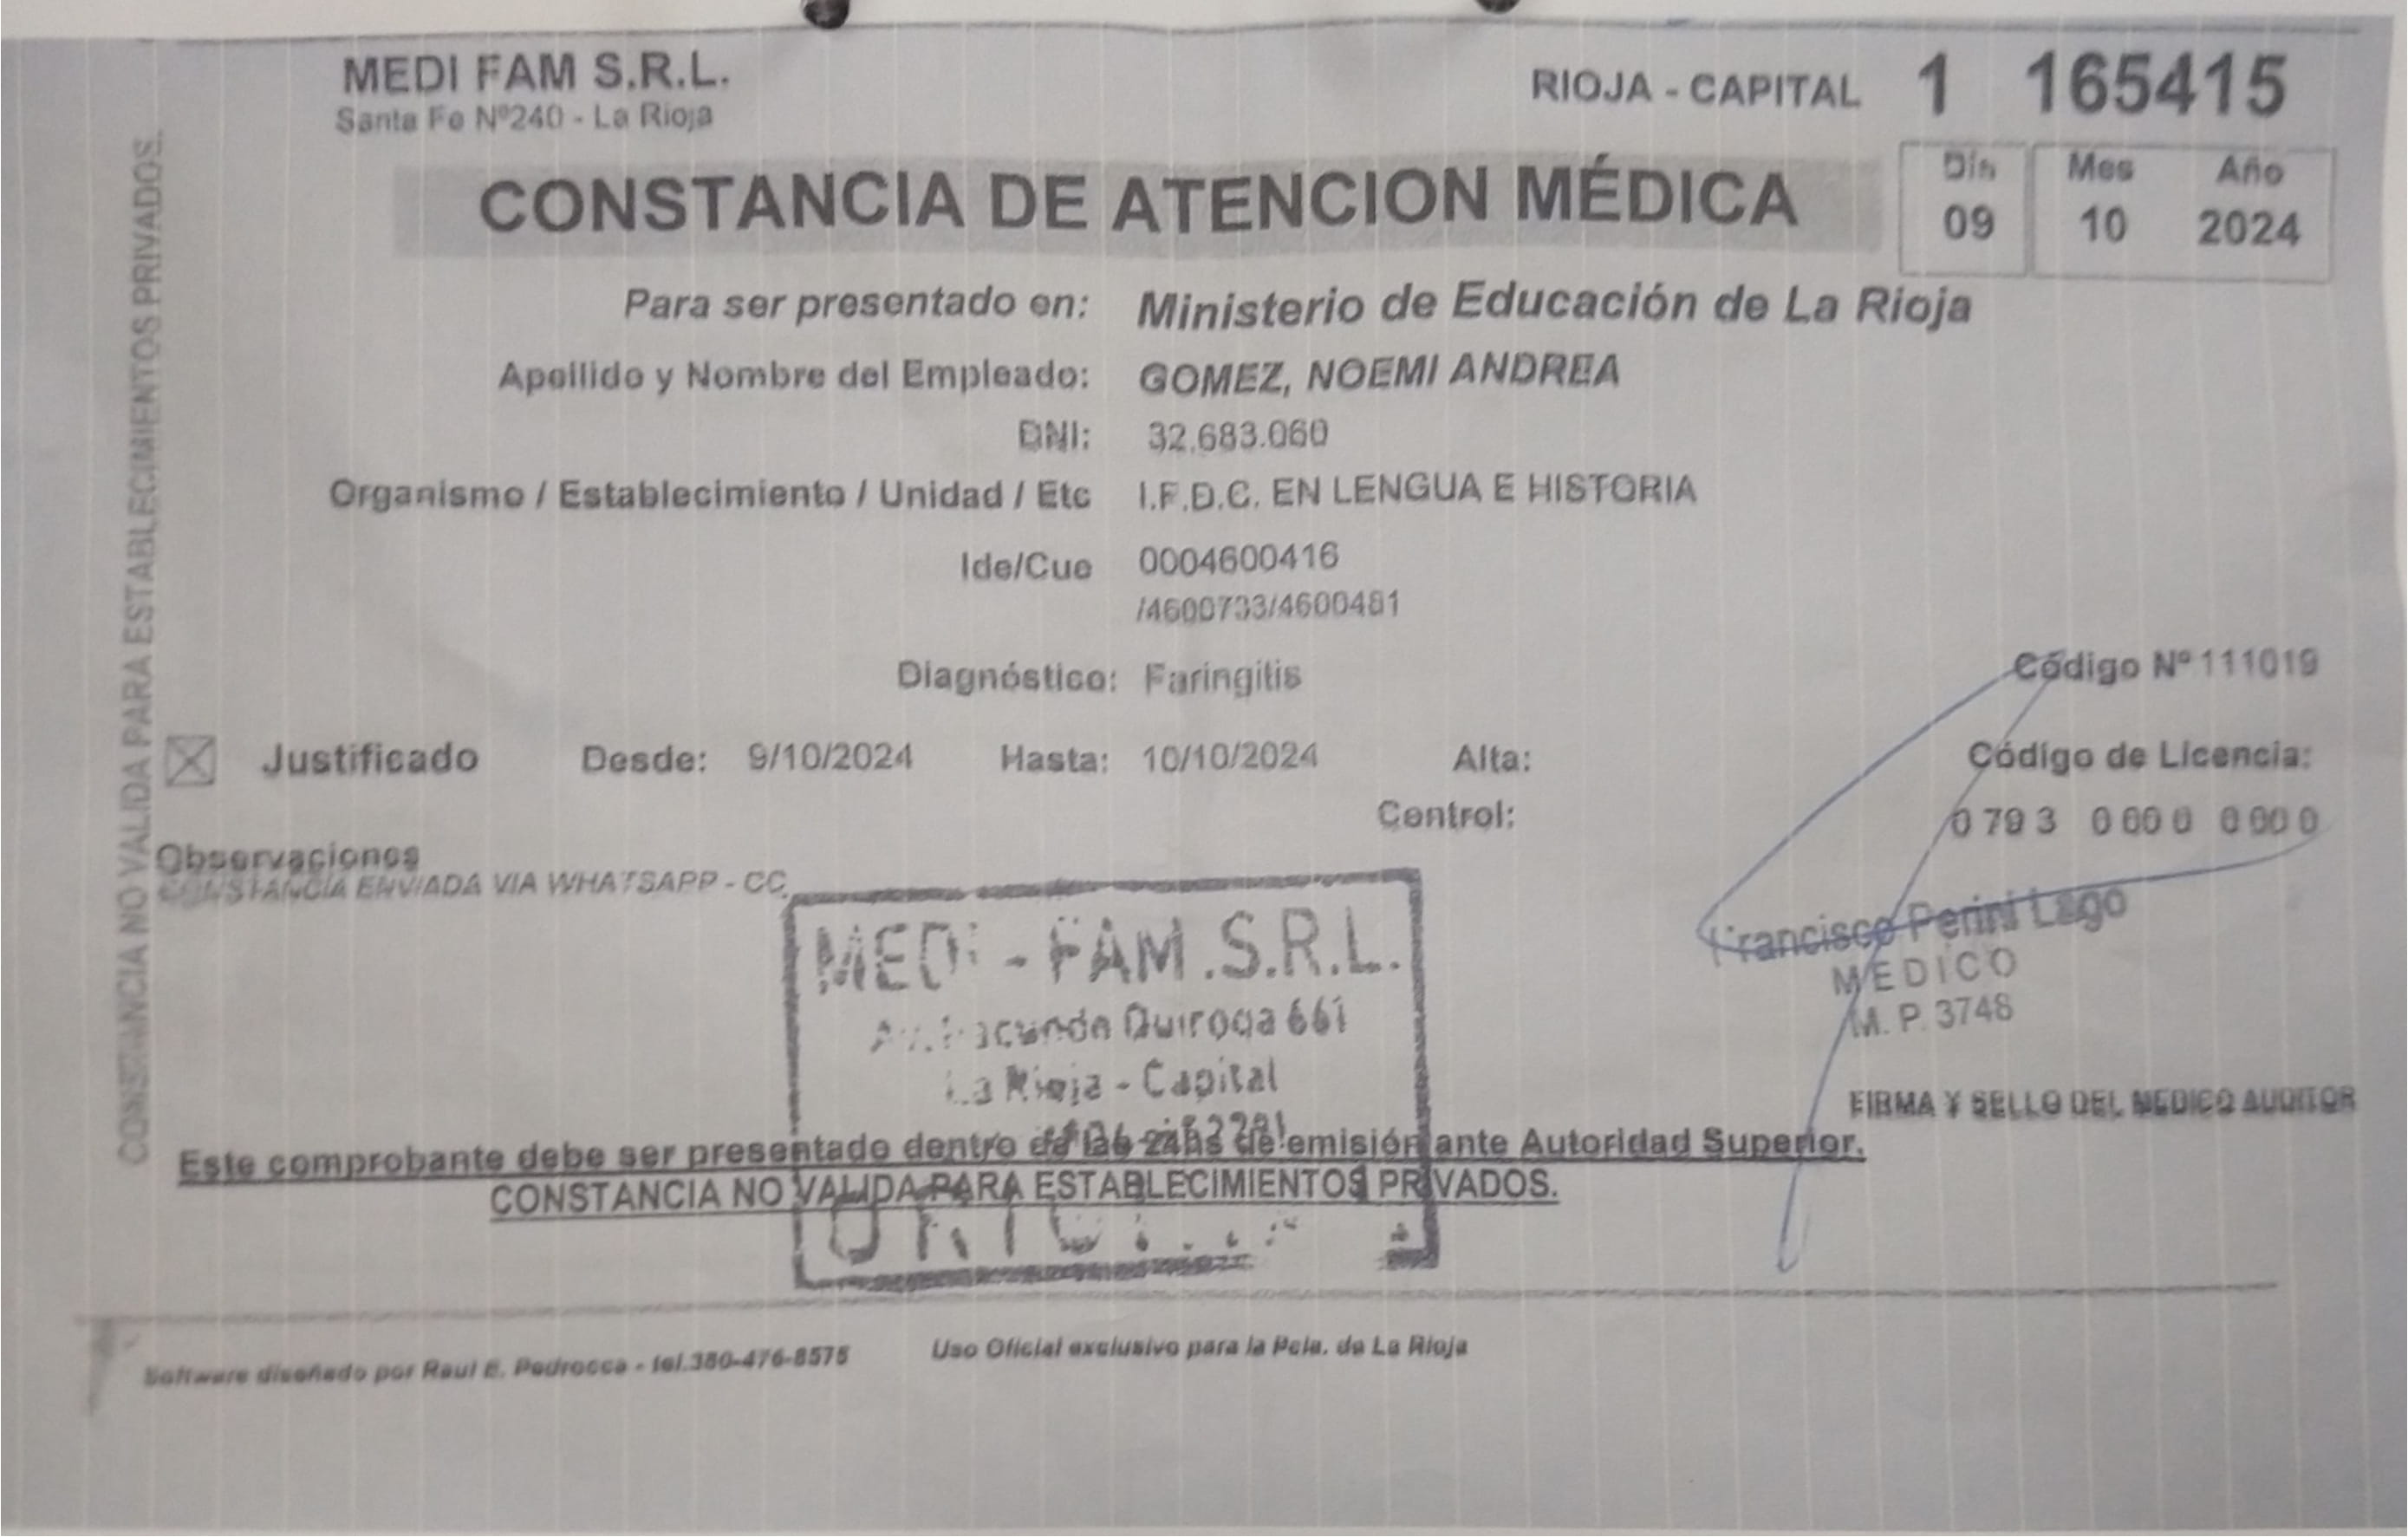 MEDI FAM S.R.L.
Santa Fe Nº240 - La Rioja
RIOJA - CAPITAL 1 165415
CONSTANCIA DE ATENCION MÉDICA
Día Mes Año
09 10 2024
Para ser presentado en: Ministerio de Educación de La Rioja
Apellido y Nombre del Empleado: GOMEZ, NOEMI ANDREA
DNI: 32.683.060
Organismo / Establecimiento / Unidad / Etc I.F.D.C. EN LENGUA E HISTORIA
Ide/Cue 0004600416
/4600733/4600481
Diagnóstico: Faringitis
Código Nº 111019
Justificado Desde: 9/10/2024 Hasta: 10/10/2024 Alta:
Código de Licencia:
Control:
0 79 3 0 00 0 0 00 0
Observaciones
CONSTANCIA ENVIADA VIA WHATSAPP - CC
MEDI - FAM .S.R.L.
Av. Facundo Quiroga 661
La Rioja - Capital
Francisco Perini Lago
MEDICO
M. P. 3748
FIRMA Y SELLO DEL MEDICO AUDITOR
Este comprobante debe ser presentado dentro de las 24hs de emisión ante Autoridad Superior.
CONSTANCIA NO VALIDA PARA ESTABLECIMIENTOS PRIVADOS.
Software diseñado por Raul E. Pedrocca - tel.380-476-8575
Uso Oficial exclusivo para la Pcia. de La Rioja
CONSTANCIA NO VALIDA PARA ESTABLECIMIENTOS PRIVADOS.